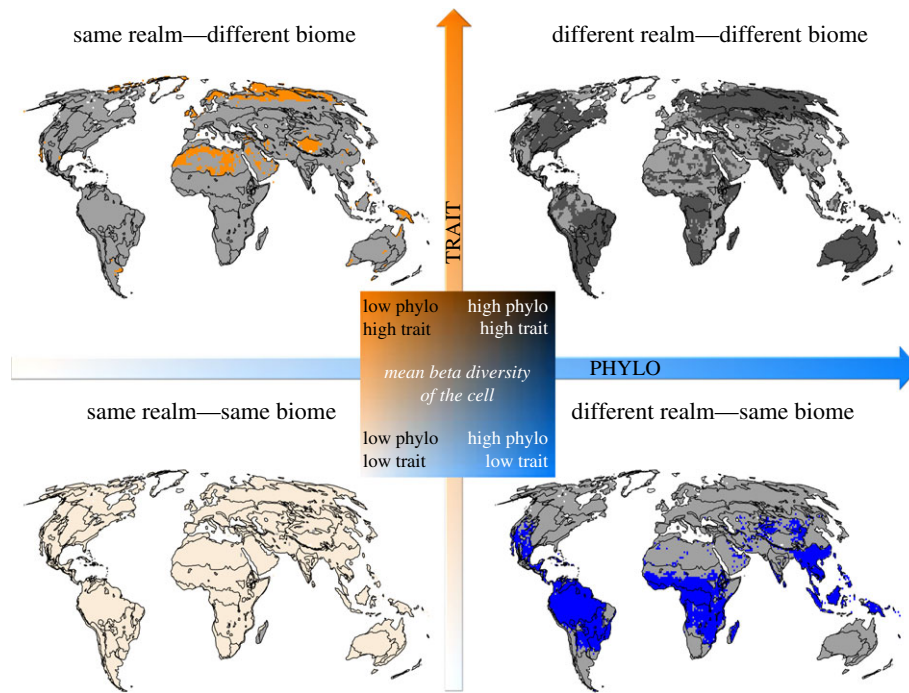 same realm—different biome
different realm—different biome
TRAIT
low phylo
high trait
high phylo
high trait
mean beta diversity
of the cell
PHYLO
low phylo
low trait
high phylo
low trait
same realm—same biome
different realm—same biome